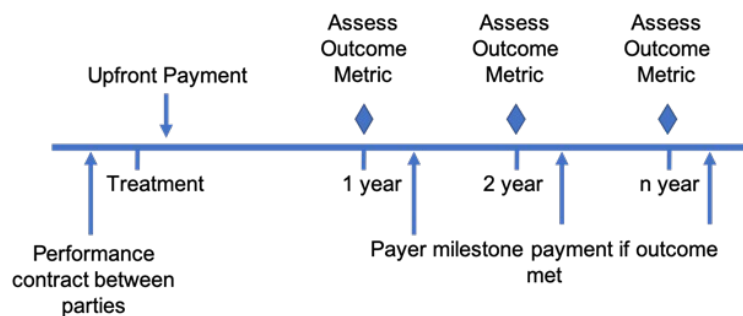 Assess
Outcome
Metric
Assess
Outcome
Metric
Assess
Outcome
Metric
Upfront Payment
Treatment
1 year
2 year
n year
Performance
contract between
parties
Payer milestone payment if outcome
met